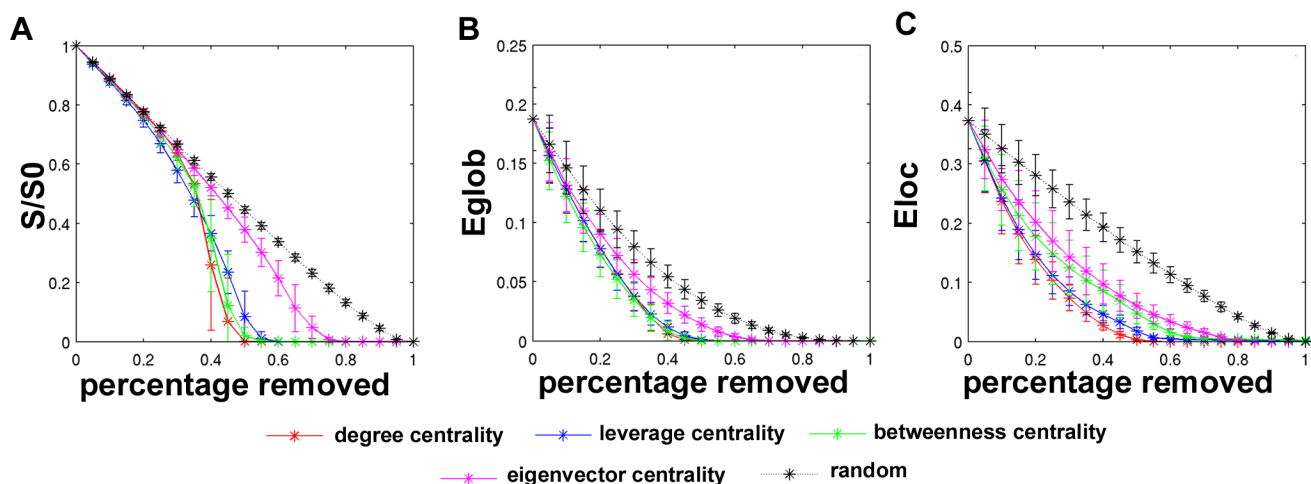 A
B
C
S/S0
1
0.8
0.6
0.4
0.2
0
0.2
0.4
0.6
0.8
1
percentage removed
Eglob
0.25
0.2
0.15
0.1
0.05
0
0
0.2
0.4
0.6
0.8
1
percentage removed
Eloc
0.5
0.4
0.3
0.2
0.1
0
0
0.2
0.4
0.6
0.8
1
percentage removed
degree centrality
leverage centrality
betweenness centrality
eigenvector centrality
random